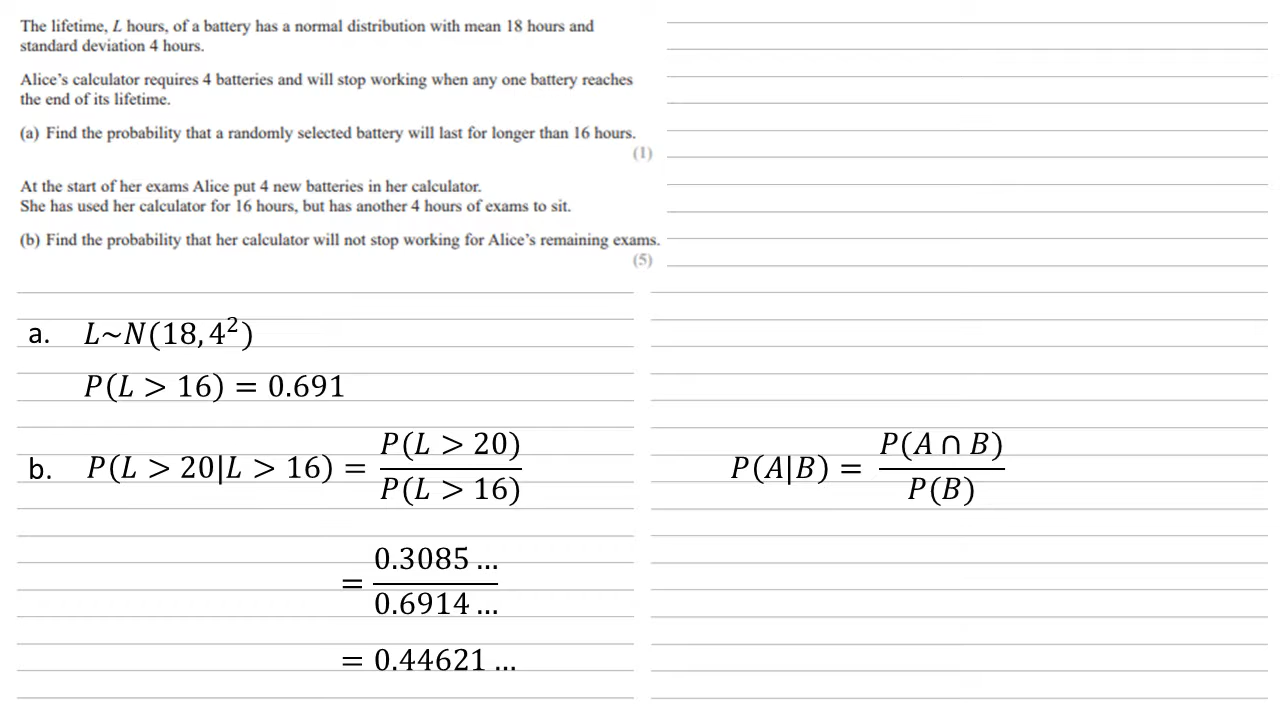 The lifetime, L hours, of a battery has a normal distribution with mean 18 hours and
standard deviation 4 hours.
Alice's calculator requires 4 batteries and will stop working when any one battery reaches
the end of its lifetime.
(a) Find the probability that a randomly selected battery will last for longer than 16 hours.
(1)
At the start of her exams Alice put 4 new batteries in her calculator.
She has used her calculator for 16 hours, but has another 4 hours of exams to sit.
(b) Find the probability that her calculator will not stop working for Alice's remaining exams.
(5)
a. L~N(18, 4²)
P(L > 16) = 0.691
b. P(L > 20|L > 16) = P(L > 20) / P(L > 16)
= 0.3085 ... / 0.6914 ...
= 0.44621 ...
P(A|B) = P(A ∩ B) / P(B)